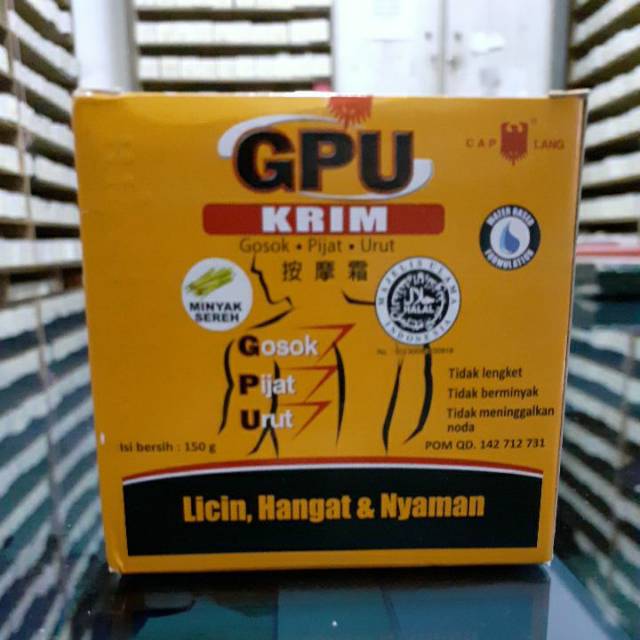 GPU
CAP LANG
KRIM
Gosok • Pijat • Urut
按摩霜
WATER BASED
FORMULATION
MINYAK
SEREH
MAJELIS ULAMA
INDONESIA
HALAL
Gosok
Pijat
Urut
Tidak lengket
Tidak berminyak
Tidak meninggalkan
noda
Isi bersih : 150 g
POM QD. 142 712 731
Licin, Hangat & Nyaman